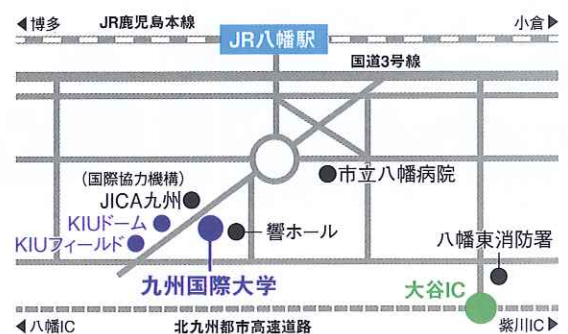 ◀博多
JR鹿児島本線
小倉▶
JR八幡駅
国道3号線
市立八幡病院
(国際協力機構)
JICA九州
KIUドーム
KIUフィールド
響ホール
九州国際大学
八幡東消防署
大谷IC
◀八幡IC
北九州都市高速道路
紫川IC▶